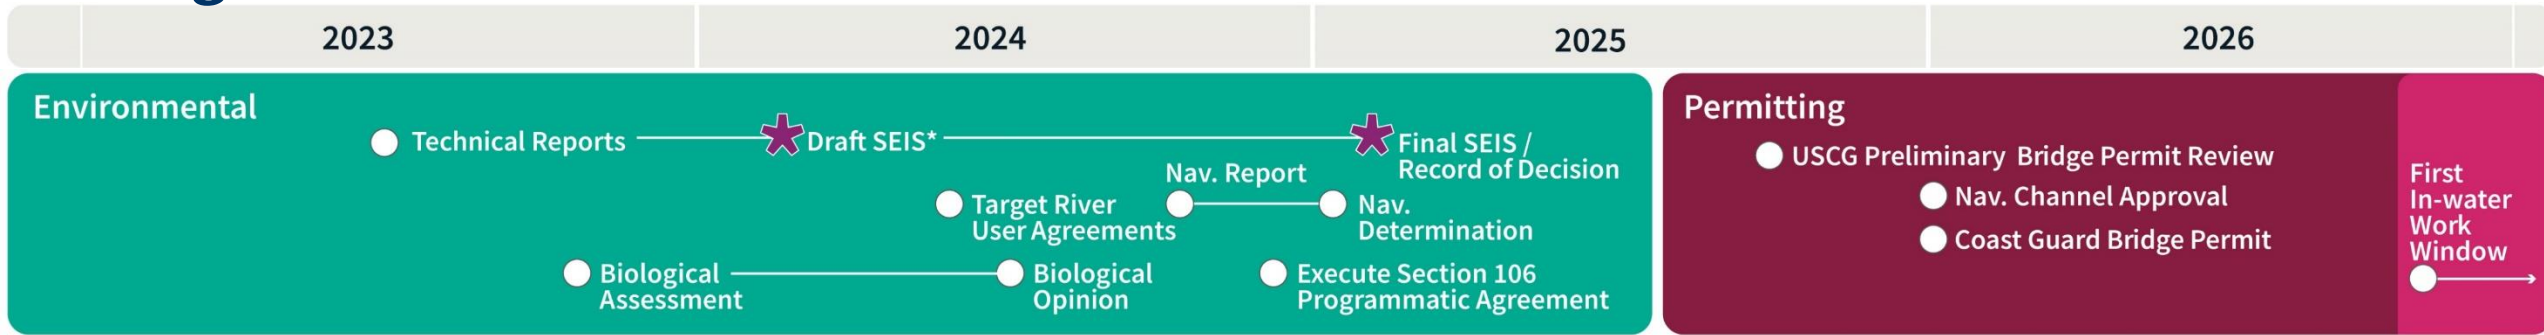 2023 2024 2025 2026
Environmental
Technical Reports
Draft SEIS*
Final SEIS /
Record of Decision
Nav. Report
Target River
User Agreements
Nav.
Determination
Biological
Assessment
Biological
Opinion
Execute Section 106
Programmatic Agreement
Permitting
USCG Preliminary Bridge Permit Review
Nav. Channel Approval
Coast Guard Bridge Permit
First
In-water
Work
Window